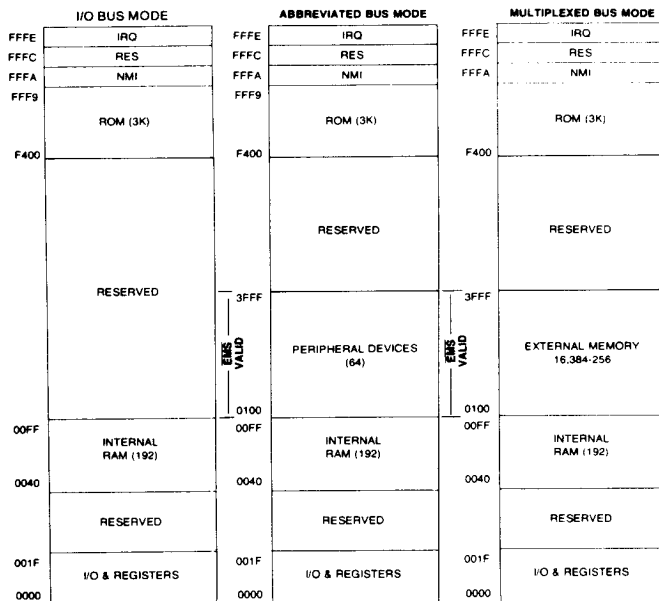 I/O BUS MODE
FFFE IRQ
FFFC RES
FFFA NMI
FFF9
ROM (3K)
F400
RESERVED
00FF
INTERNAL
RAM (192)
0040
RESERVED
001F
I/O & REGISTERS
0000
ABBREVIATED BUS MODE
FFFE IRQ
FFFC RES
FFFA NMI
FFF9
ROM (3K)
F400
RESERVED
3FFF
EMS
VALID
PERIPHERAL DEVICES
(64)
0100
00FF
INTERNAL
RAM (192)
0040
RESERVED
001F
I/O & REGISTERS
0000
MULTIPLEXED BUS MODE
FFFE IRQ
FFFC RES
FFFA NMI
ROM (3K)
F400
RESERVED
3FFF
EMS
VALID
EXTERNAL MEMORY
16,384-256
0100
00FF
INTERNAL
RAM (192)
0040
RESERVED
001F
I/O & REGISTERS
0000